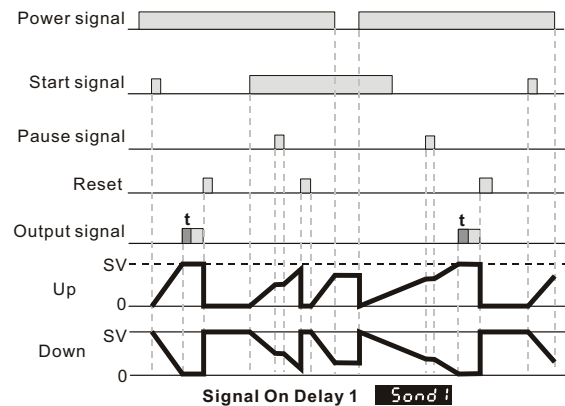 Power signal
Start signal
Pause signal
Reset
Output signal
t
t
SV
Up
0
SV
Down
0
Signal On Delay 1 Sond1